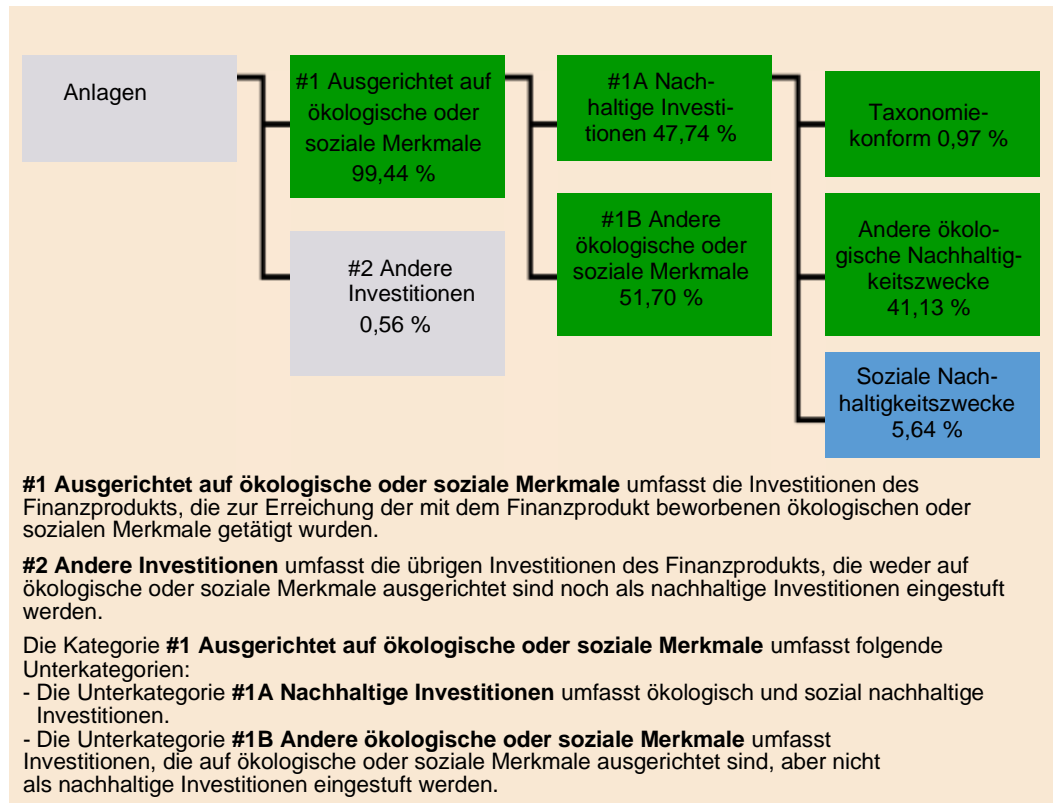 Anlagen
#1 Ausgerichtet auf
ökologische oder
soziale Merkmale
99,44 %
#2 Andere
Investitionen
0,56 %
#1A Nach-
haltige Investi-
tionen 47,74 %
#1B Andere
ökologische oder
soziale Merkmale
51,70 %
Taxonomie-
konform 0,97 %
Andere ökolo-
gische Nachhaltig-
keitszwecke
41,13 %
Soziale Nach-
haltigkeitszwecke
5,64 %
#1 Ausgerichtet auf ökologische oder soziale Merkmale umfasst die Investitionen des
Finanzprodukts, die zur Erreichung der mit dem Finanzprodukt beworbenen ökologischen oder
sozialen Merkmale getätigt wurden.
#2 Andere Investitionen umfasst die übrigen Investitionen des Finanzprodukts, die weder auf
ökologische oder soziale Merkmale ausgerichtet sind noch als nachhaltige Investitionen eingestuft
werden.
Die Kategorie #1 Ausgerichtet auf ökologische oder soziale Merkmale umfasst folgende
Unterkategorien:
- Die Unterkategorie #1A Nachhaltige Investitionen umfasst ökologisch und sozial nachhaltige
Investitionen.
- Die Unterkategorie #1B Andere ökologische oder soziale Merkmale umfasst
Investitionen, die auf ökologische oder soziale Merkmale ausgerichtet sind, aber nicht
als nachhaltige Investitionen eingestuft werden.